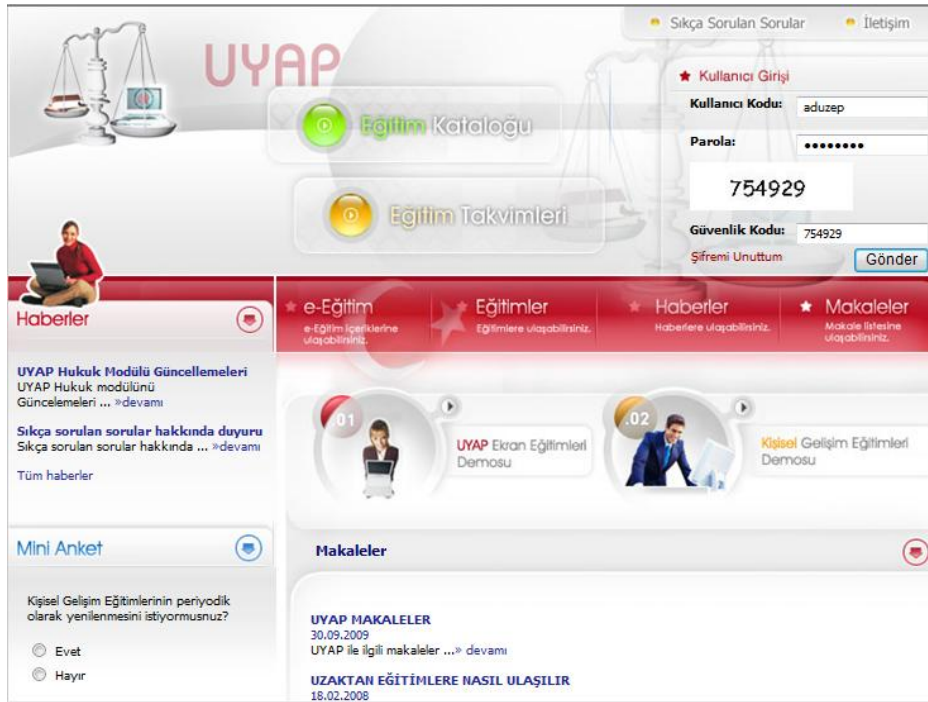 Sıkça Sorulan Sorular
İletişim
UYAP
Kullanıcı Girişi
Kullanıcı Kodu: aduzep
Parola: ••••••••
754929
Güvenlik Kodu: 754929
Şifremi Unuttum
Gönder
Eğitim Kataloğu
Eğitim Takvimleri
e-Eğitim
e-Eğitim içeriklerine
ulaşabilirsiniz.
Eğitimler
Eğitimlere ulaşabilirsiniz.
Haberler
Haberlere ulaşabilirsiniz.
Makaleler
Makale listesine
ulaşabilirsiniz.
Haberler
UYAP Hukuk Modülü Güncellemeleri
UYAP Hukuk modülünü
Güncelemeleri ... »devamı
Sıkça sorulan sorular hakkında duyuru
Sıkça sorulan sorular hakkında ... »devamı
Tüm haberler
.01
UYAP Ekran Eğitimleri
Demosu
.02
Kişisel Gelişim Eğitimleri
Demosu
Mini Anket
Kişisel Gelişim Eğitimlerinin periyodik
olarak yenilenmesini istiyormusnuz?
Evet
Hayır
Makaleler
UYAP MAKALELER
30.09.2009
UYAP ile ilgili makaleler ...» devamı
UZAKTAN EĞİTİMLERE NASIL ULAŞILIR
18.02.2008